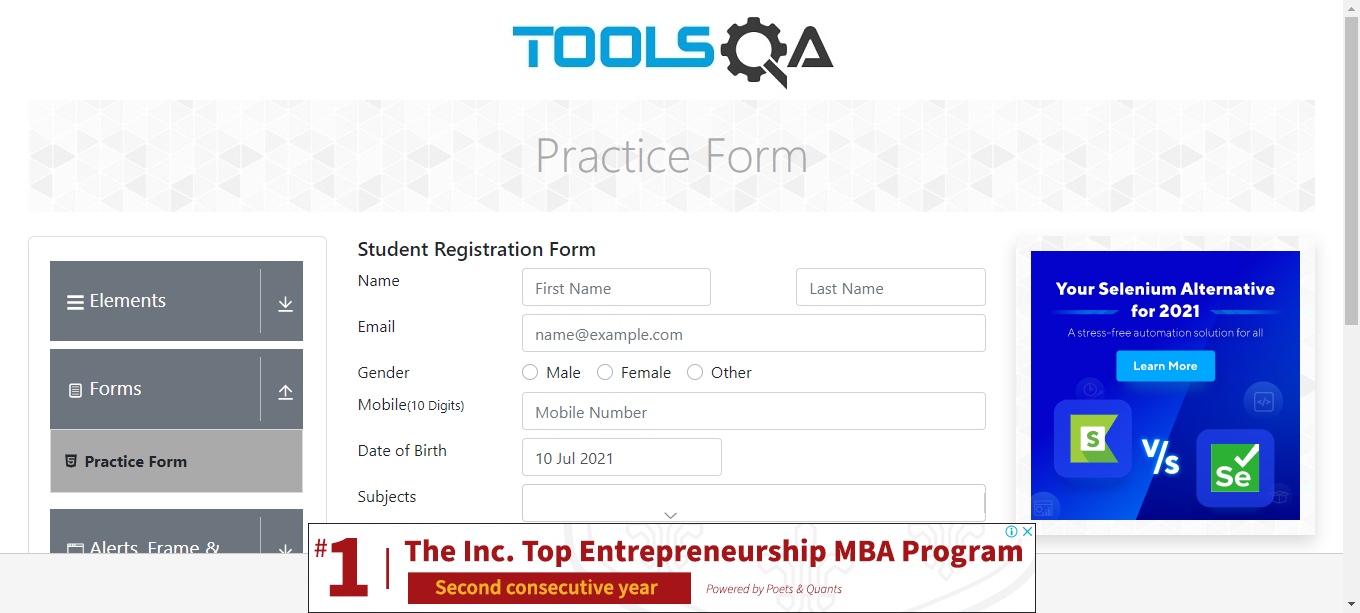 TOOLSQA
Practice Form
Elements
Forms
Practice Form
Alerts, Frame &
Student Registration Form
Name
First Name
Last Name
Email
name@example.com
Gender
Male
Female
Other
Mobile(10 Digits)
Mobile Number
Date of Birth
10 Jul 2021
Subjects
Your Selenium Alternative
for 2021
A stress-free automation solution for all
Learn More
S
V/s
Se
#1
The Inc. Top Entrepreneurship MBA Program
Second consecutive year
Powered by Poets & Quants